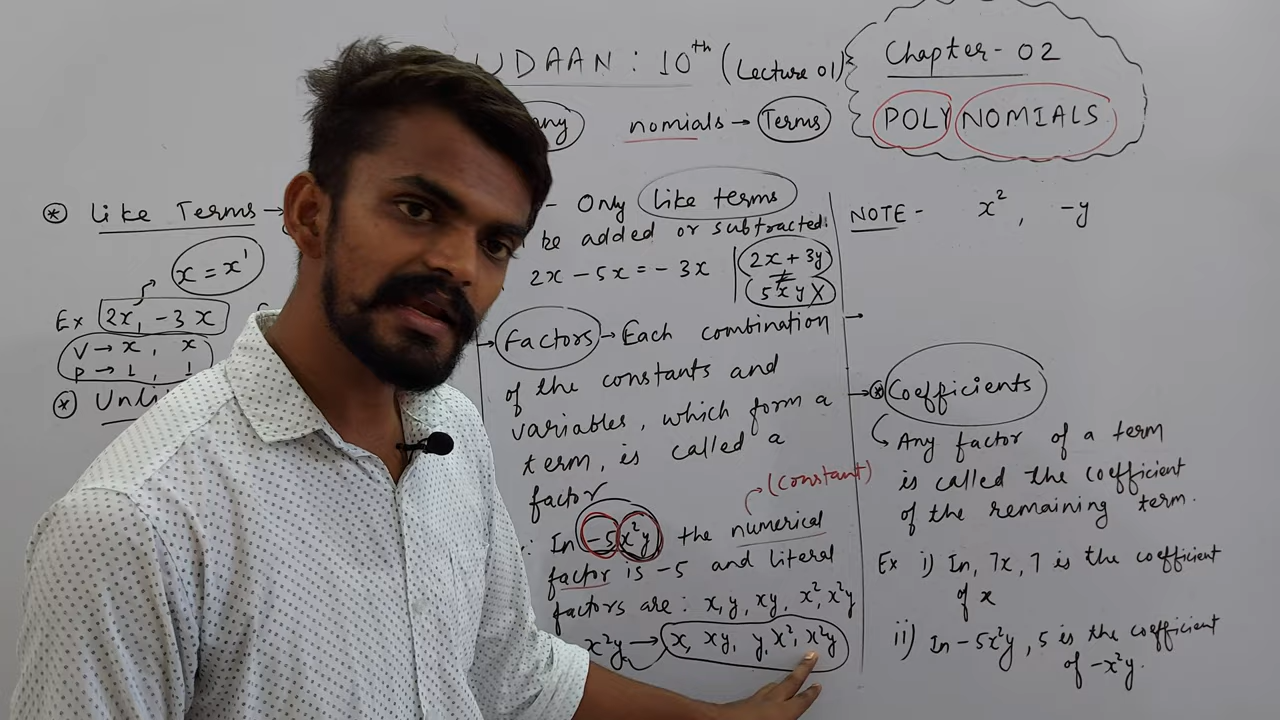 UDAAN : 10th (Lecture 01)
Chapter - 02
POLYNOMIALS
any nomials → Terms
* Like Terms →
x = x¹
Ex 2x, -3x
V → x, x
P → 1, 1
*
- Only like terms
be added or subtracted.
2x - 5x = -3x
2x + 3y
≠
5xy X
→ Factors → Each combination
of the constants and
variables, which form a
term, is called a
factor
(constant)
: In -5x²y the numerical
factor is -5 and literal
factors are : x, y, xy, x², x²y
x²y → x, xy, y, x², x²y
NOTE - x², -y
→ * Coefficients
Any factor of a term
is called the coefficient
of the remaining term.
Ex i) In, 7x, 7 is the coefficient
of x
ii) In -5x²y, 5 is the coefficient
of -x²y.